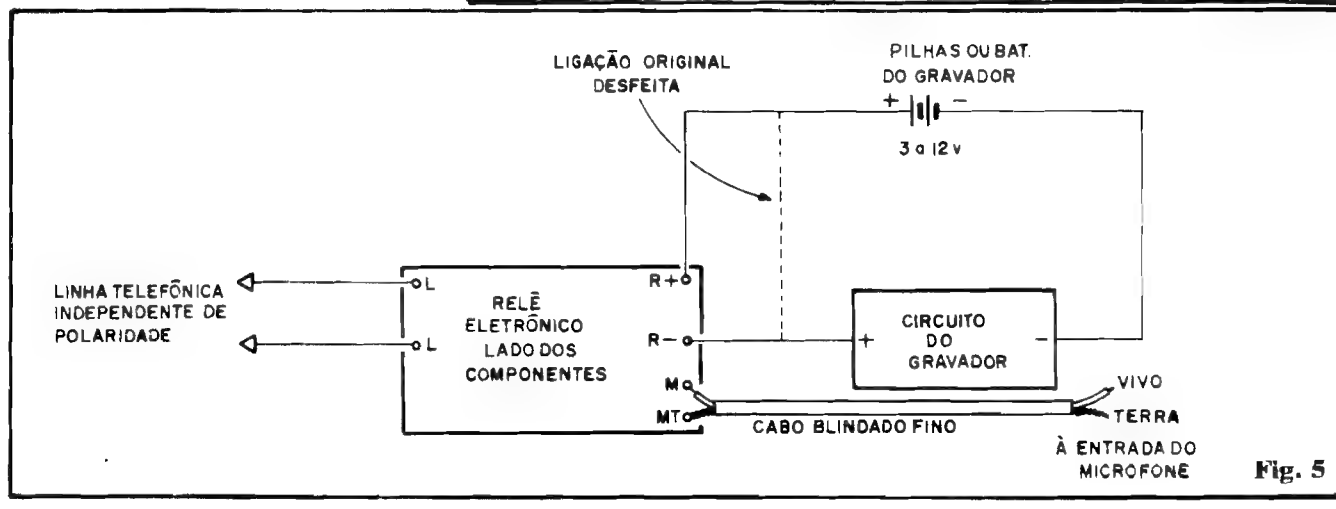 LIGAÇÃO ORIGINAL
DESFEITA
PILHAS OU BAT.
DO GRAVADOR
+ -
3 a 12 v
LINHA TELEFÔNICA
INDEPENDENTE DE
POLARIDADE
L
L
RELÊ
ELETRÔNICO
LADO DOS
COMPONENTES
R+
R-
M
MT
+ -
CIRCUITO
DO
GRAVADOR
CABO BLINDADO FINO
VIVO
TERRA
À ENTRADA DO
MICROFONE
Fig. 5